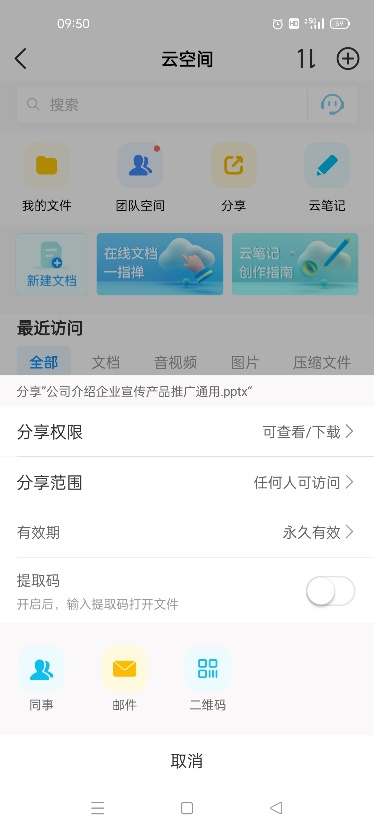 09:50
HD
5G
59
云空间
搜索
我的文件
团队空间
分享
云笔记
新建文档
在线文档
一指禅
云笔记
创作指南
最近访问
全部
文档
音视频
图片
压缩文件
分享"公司介绍企业宣传产品推广通用.pptx"
分享权限
可查看/下载
分享范围
任何人可访问
有效期
永久有效
提取码
开启后，输入提取码打开文件
同事
邮件
二维码
取消